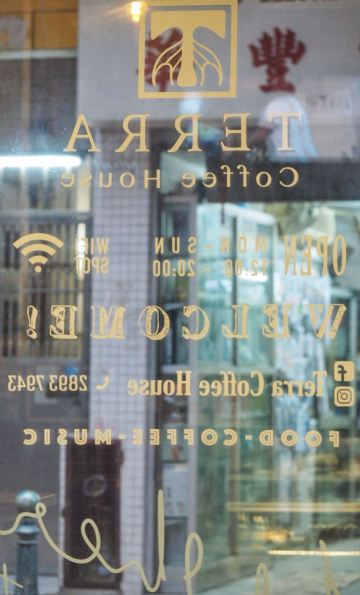 豐
T
TERRA
Coffee House
OPEN MON - SUN 12:00 - 20:00 WIFI SPOT
WELCOME!
Terra Coffee House 2893 7943
FOOD-COFFEE-MUSIC